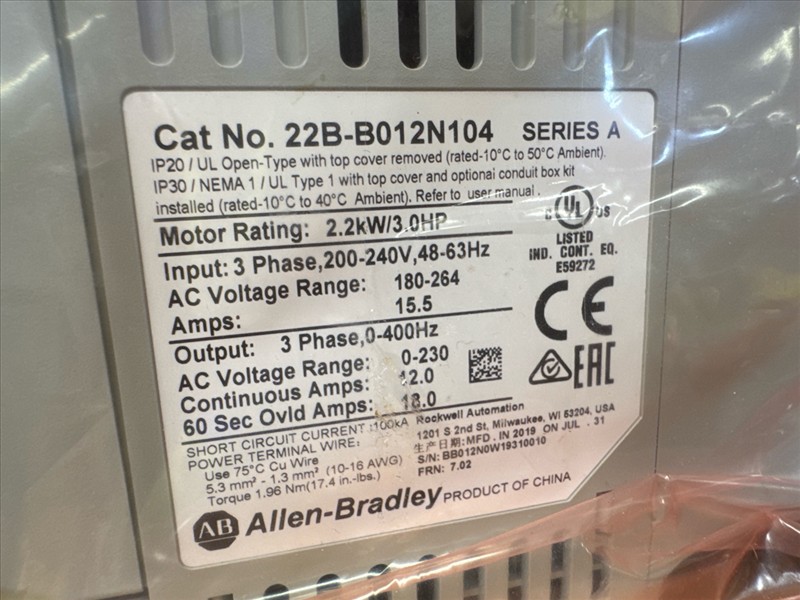 Cat No. 22B-B012N104 SERIES A
IP20 / UL Open-Type with top cover removed (rated-10°C to 50°C Ambient).
IP30 / NEMA 1 / UL Type 1 with top cover and optional conduit box kit
installed (rated-10°C to 40°C Ambient). Refer to user manual .
Motor Rating: 2.2kW/3.0HP
C UL US
LISTED
IND. CONT. EQ.
E59272
Input: 3 Phase,200-240V,48-63Hz
AC Voltage Range: 180-264
Amps: 15.5
CE
Output: 3 Phase,0-400Hz
AC Voltage Range: 0-230
Continuous Amps: 12.0
60 Sec Ovld Amps: 18.0
EAC
SHORT CIRCUIT CURRENT :100kA
POWER TERMINAL WIRE:
Use 75°C Cu Wire
5.3 mm² - 1.3 mm² (10-16 AWG)
Torque 1.96 Nm(17.4 in.-lbs.)
Rockwell Automation
1201 S 2nd St, Milwaukee, WI 53204, USA
生产日期:MFD. IN 2019 ON JUL . 31
S/N: BB012N0W19310010
FRN: 7.02
AB Allen-Bradley PRODUCT OF CHINA